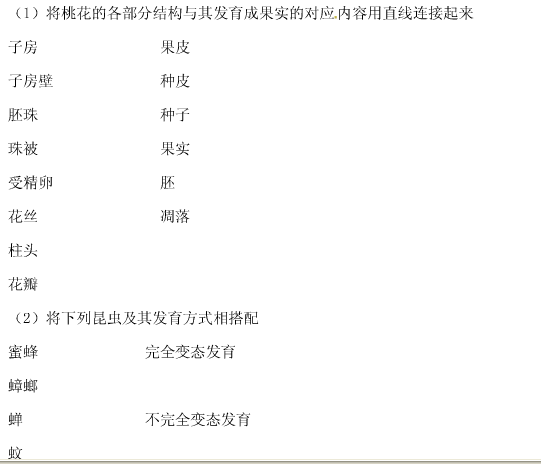 （1）将桃花的各部分结构与其发育成果实的对应内容用直线连接起来
子房 果皮
子房壁 种皮
胚珠 种子
珠被 果实
受精卵 胚
花丝 凋落
柱头
花瓣
（2）将下列昆虫及其发育方式相搭配
蜜蜂 完全变态发育
蟑螂
蝉 不完全变态发育
蚊